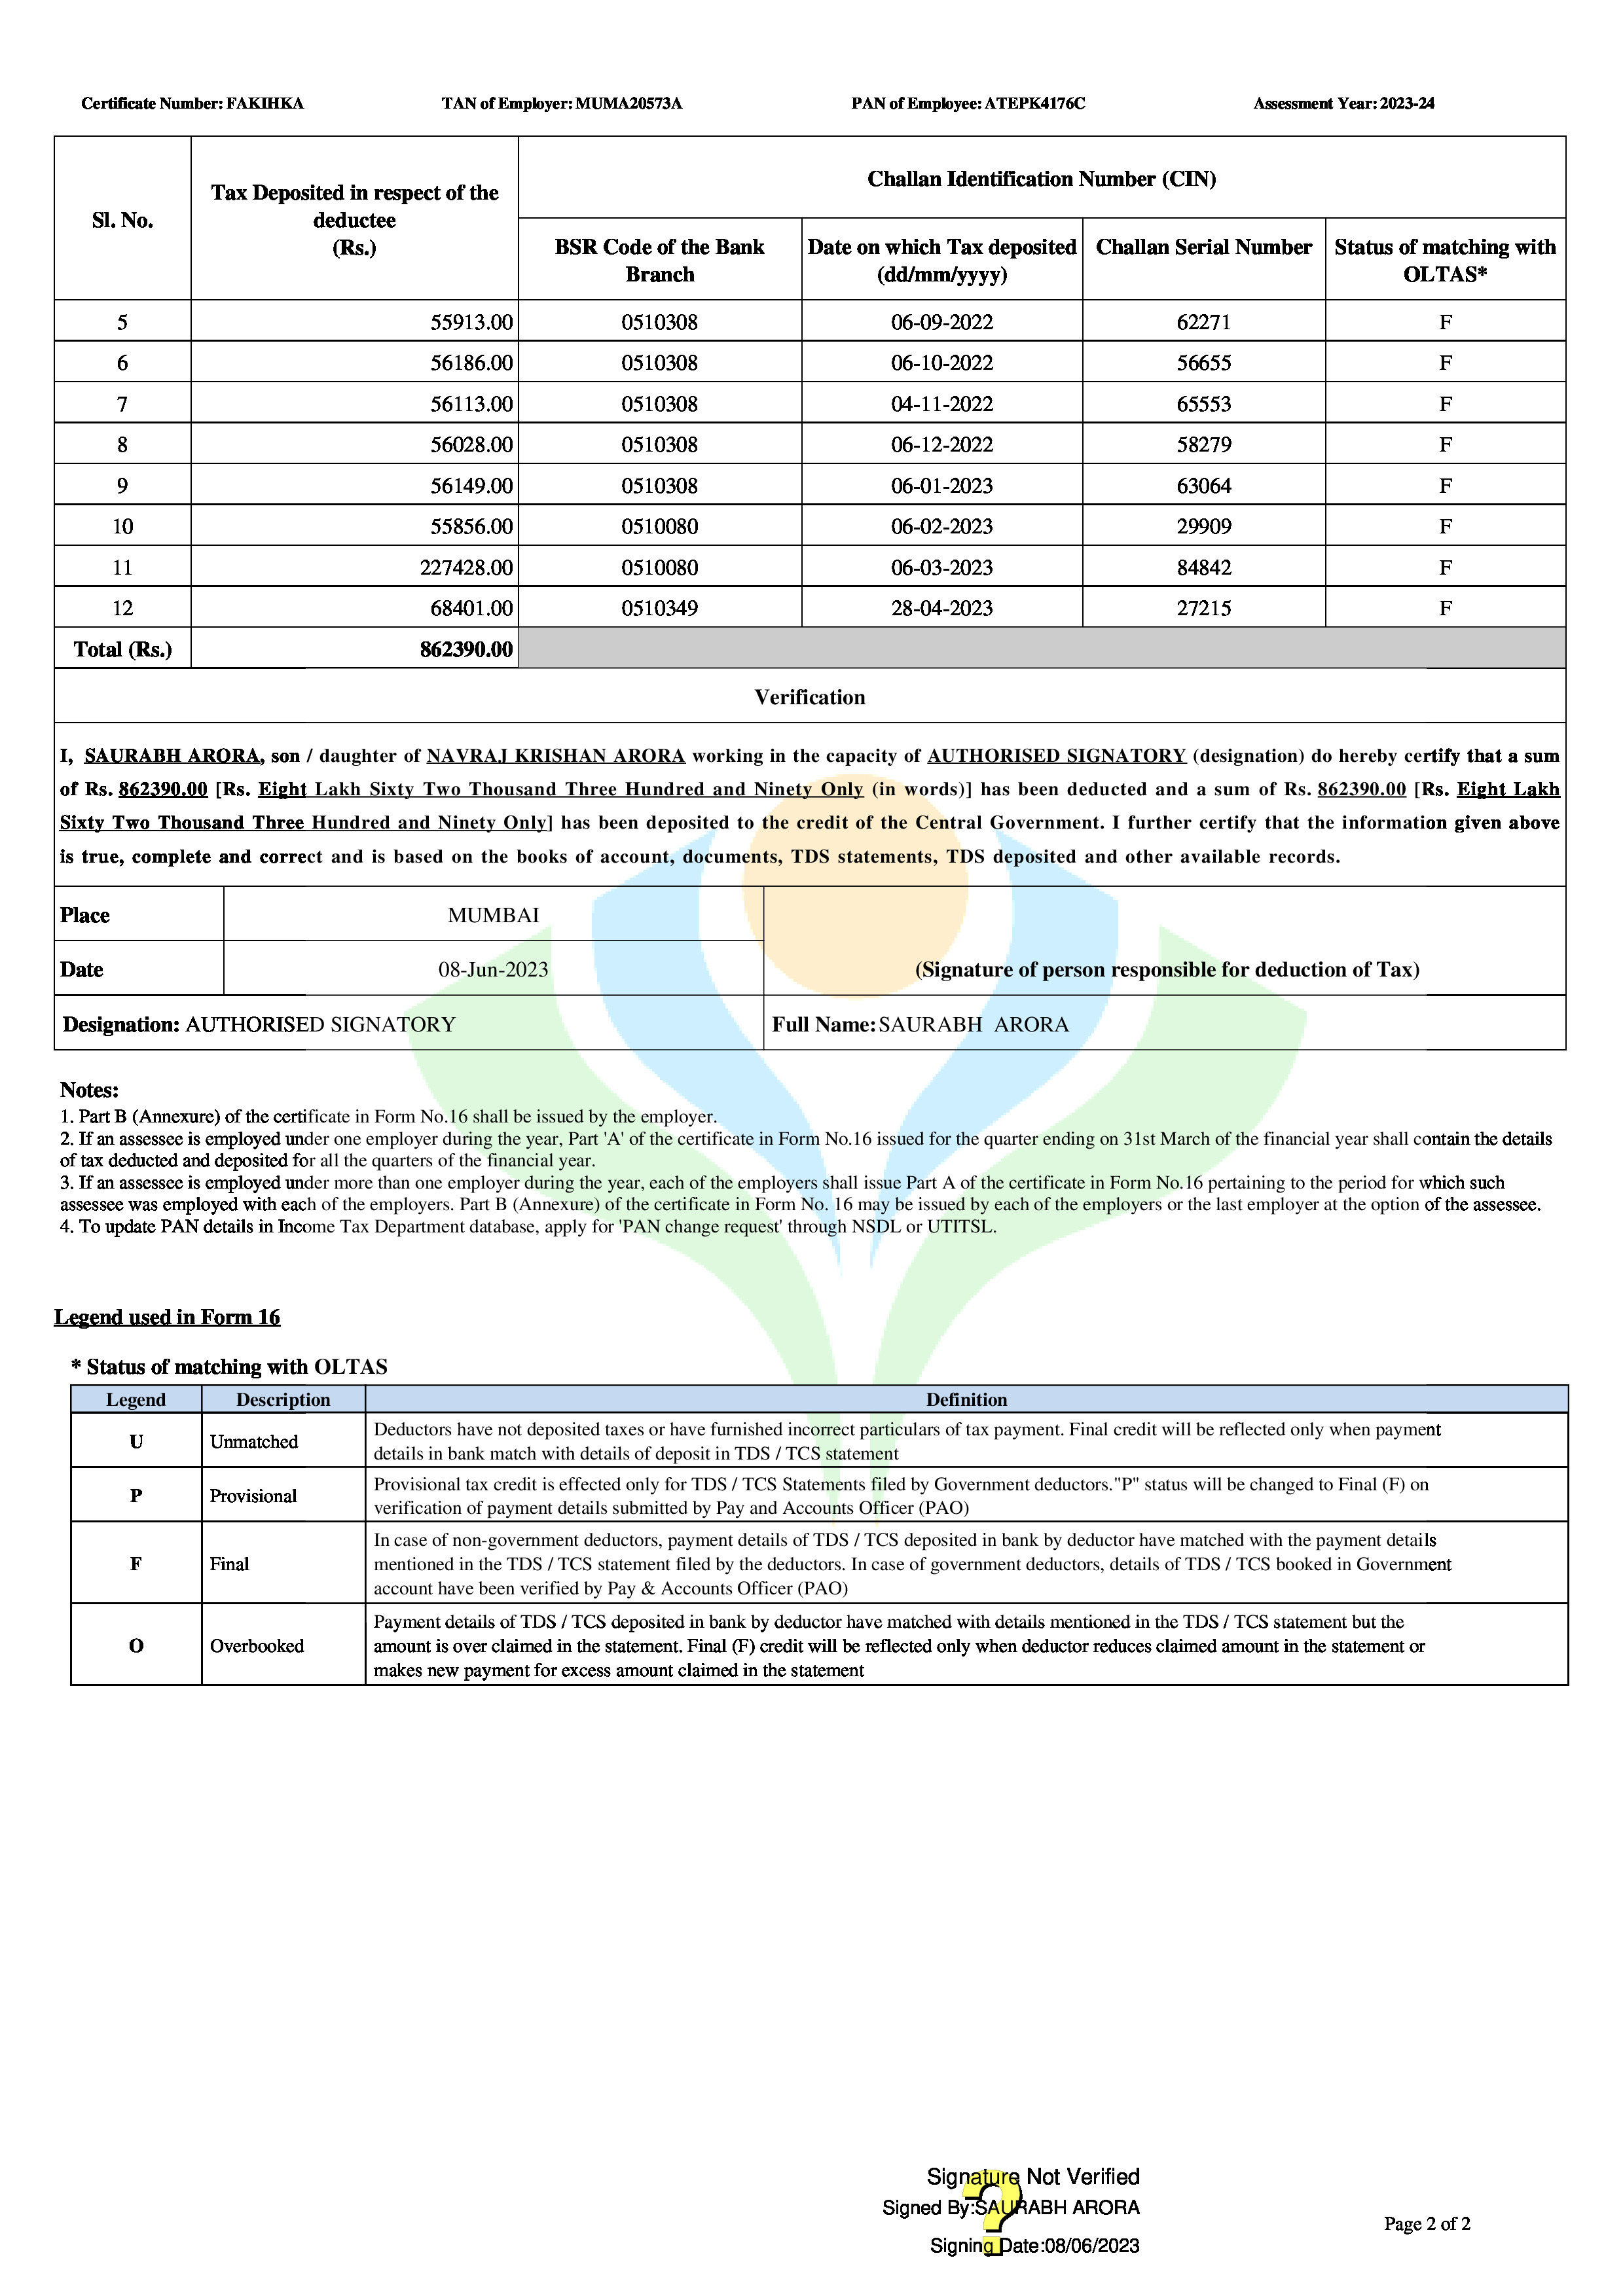 Certificate Number: FAKIHKA TAN of Employer: MUMA20573A PAN of Employee: ATEPK4176C Assessment Year: 2023-24
Sl. No. Tax Deposited in respect of the deductee (Rs.) Challan Identification Number (CIN)
BSR Code of the Bank Branch Date on which Tax deposited (dd/mm/yyyy) Challan Serial Number Status of matching with OLTAS*
5 55913.00 0510308 06-09-2022 62271 F
6 56186.00 0510308 06-10-2022 56655 F
7 56113.00 0510308 04-11-2022 65553 F
8 56028.00 0510308 06-12-2022 58279 F
9 56149.00 0510308 06-01-2023 63064 F
10 55856.00 0510080 06-02-2023 29909 F
11 227428.00 0510080 06-03-2023 84842 F
12 68401.00 0510349 28-04-2023 27215 F
Total (Rs.) 862390.00
Verification
I, SAURABH ARORA, son / daughter of NAVRAJ KRISHAN ARORA working in the capacity of AUTHORISED SIGNATORY (designation) do hereby certify that a sum
of Rs. 862390.00 [Rs. Eight Lakh Sixty Two Thousand Three Hundred and Ninety Only (in words)] has been deducted and a sum of Rs. 862390.00 [Rs. Eight Lakh
Sixty Two Thousand Three Hundred and Ninety Only] has been deposited to the credit of the Central Government. I further certify that the information given above
is true, complete and correct and is based on the books of account, documents, TDS statements, TDS deposited and other available records.
Place MUMBAI
Date 08-Jun-2023 (Signature of person responsible for deduction of Tax)
Designation: AUTHORISED SIGNATORY Full Name: SAURABH ARORA
Notes:
1. Part B (Annexure) of the certificate in Form No.16 shall be issued by the employer.
2. If an assessee is employed under one employer during the year, Part 'A' of the certificate in Form No.16 issued for the quarter ending on 31st March of the financial year shall contain the details
of tax deducted and deposited for all the quarters of the financial year.
3. If an assessee is employed under more than one employer during the year, each of the employers shall issue Part A of the certificate in Form No.16 pertaining to the period for which such
assessee was employed with each of the employers. Part B (Annexure) of the certificate in Form No. 16 may be issued by each of the employers or the last employer at the option of the assessee.
4. To update PAN details in Income Tax Department database, apply for 'PAN change request' through NSDL or UTITSL.
Legend used in Form 16
* Status of matching with OLTAS
Legend Description Definition
U Unmatched Deductors have not deposited taxes or have furnished incorrect particulars of tax payment. Final credit will be reflected only when payment
details in bank match with details of deposit in TDS / TCS statement
P Provisional Provisional tax credit is effected only for TDS / TCS Statements filed by Government deductors."P" status will be changed to Final (F) on
verification of payment details submitted by Pay and Accounts Officer (PAO)
F Final In case of non-government deductors, payment details of TDS / TCS deposited in bank by deductor have matched with the payment details
mentioned in the TDS / TCS statement filed by the deductors. In case of government deductors, details of TDS / TCS booked in Government
account have been verified by Pay & Accounts Officer (PAO)
O Overbooked Payment details of TDS / TCS deposited in bank by deductor have matched with details mentioned in the TDS / TCS statement but the
amount is over claimed in the statement. Final (F) credit will be reflected only when deductor reduces claimed amount in the statement or
makes new payment for excess amount claimed in the statement
Signature Not Verified
Signed By:SAURABH ARORA
Signing Date:08/06/2023
?
Page 2 of 2